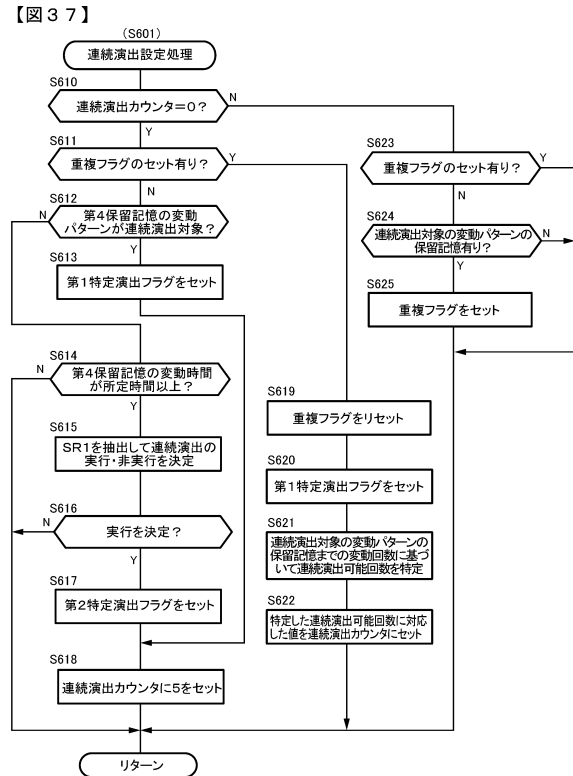 【図３７】
（S601）
連続演出設定処理
S610
連続演出カウンタ＝０？
N
Y
S611
重複フラグのセット有り？
Y
N
S612
第４保留記憶の変動
パターンが連続演出対象？
N
Y
S613
第１特定演出フラグをセット
S614
第４保留記憶の変動時間
が所定時間以上？
N
Y
S615
SR１を抽出して連続演出の
実行・非実行を決定
S616
実行を決定？
N
Y
S617
第２特定演出フラグをセット
S618
連続演出カウンタに５をセット
リターン
S619
重複フラグをリセット
S620
第１特定演出フラグをセット
S621
連続演出対象の変動パターンの
保留記憶までの変動回数に基づ
いて連続演出可能回数を特定
S622
特定した連続演出可能回数に対応
した値を連続演出カウンタにセット
S623
重複フラグのセット有り？
Y
N
S624
連続演出対象の変動パターンの
保留記憶有り？
N
Y
S625
重複フラグをセット